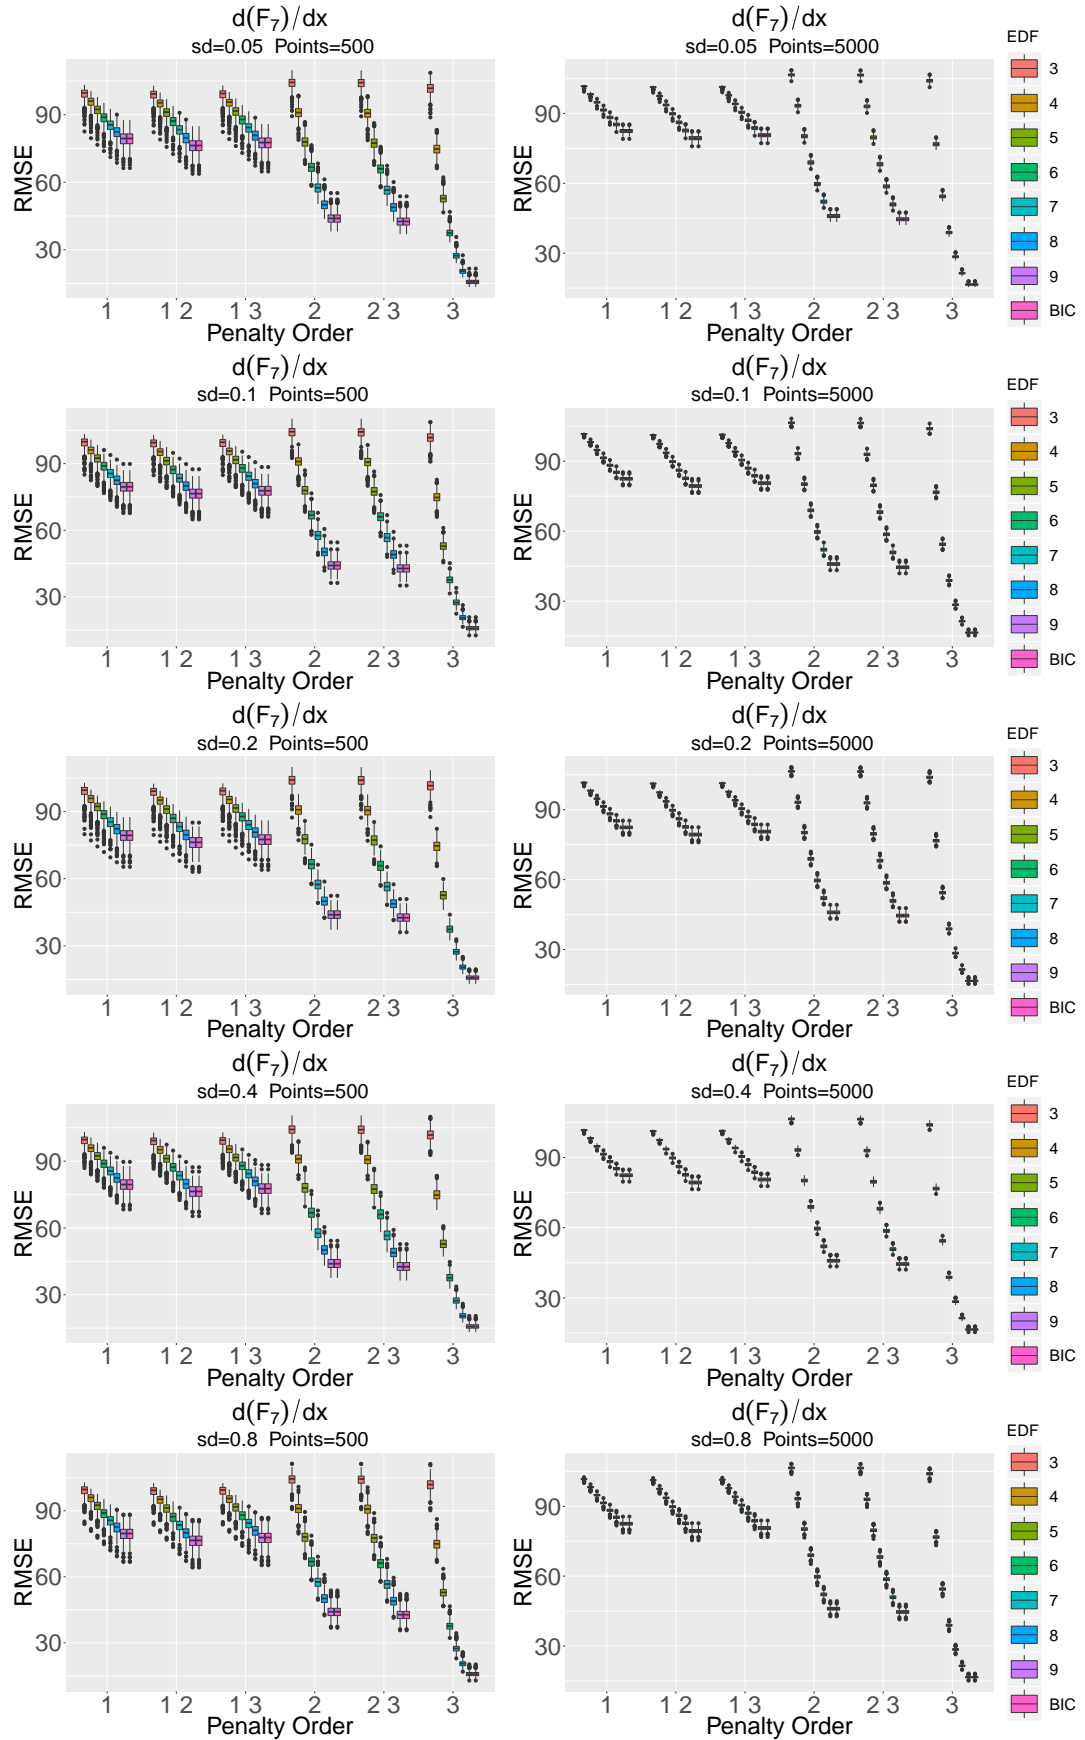 d(F₇)/dx
sd=0.05 Points=500
RMSE
90
60
30
1
1 2
1 3
2
2 3
3
Penalty Order
d(F₇)/dx
sd=0.05 Points=5000
RMSE
90
60
30
1
1 2
1 3
2
2 3
3
Penalty Order
EDF
3
4
5
6
7
8
9
BIC
d(F₇)/dx
sd=0.1 Points=500
RMSE
90
60
30
1
1 2
1 3
2
2 3
3
Penalty Order
d(F₇)/dx
sd=0.1 Points=5000
RMSE
90
60
30
1
1 2
1 3
2
2 3
3
Penalty Order
EDF
3
4
5
6
7
8
9
BIC
d(F₇)/dx
sd=0.2 Points=500
RMSE
90
60
30
1
1 2
1 3
2
2 3
3
Penalty Order
d(F₇)/dx
sd=0.2 Points=5000
RMSE
90
60
30
1
1 2
1 3
2
2 3
3
Penalty Order
EDF
3
4
5
6
7
8
9
BIC
d(F₇)/dx
sd=0.4 Points=500
RMSE
90
60
30
1
1 2
1 3
2
2 3
3
Penalty Order
d(F₇)/dx
sd=0.4 Points=5000
RMSE
90
60
30
1
1 2
1 3
2
2 3
3
Penalty Order
EDF
3
4
5
6
7
8
9
BIC
d(F₇)/dx
sd=0.8 Points=500
RMSE
90
60
30
1
1 2
1 3
2
2 3
3
Penalty Order
d(F₇)/dx
sd=0.8 Points=5000
RMSE
90
60
30
1
1 2
1 3
2
2 3
3
Penalty Order
EDF
3
4
5
6
7
8
9
BIC